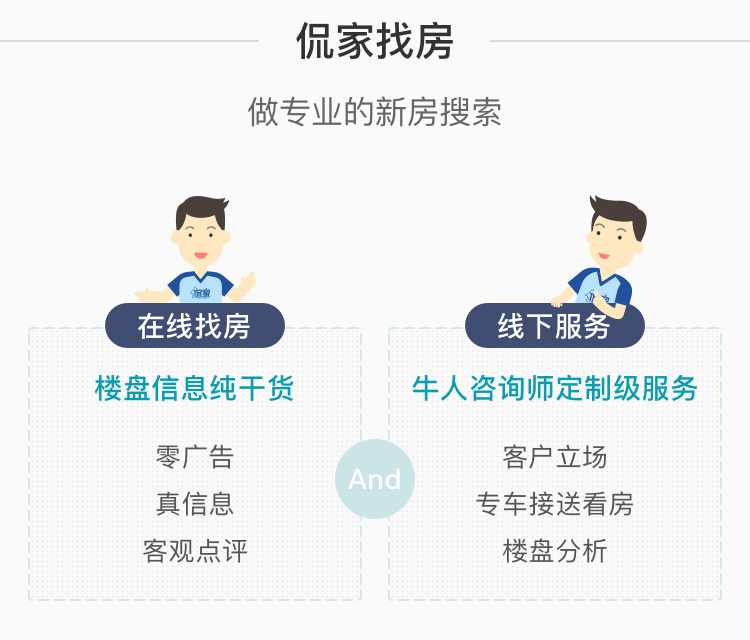 侃家找房
做专业的新房搜索
侃家
在线找房
线下服务
楼盘信息纯干货
牛人咨询师定制级服务
零广告
真信息
客观点评
And
客户立场
专车接送看房
楼盘分析